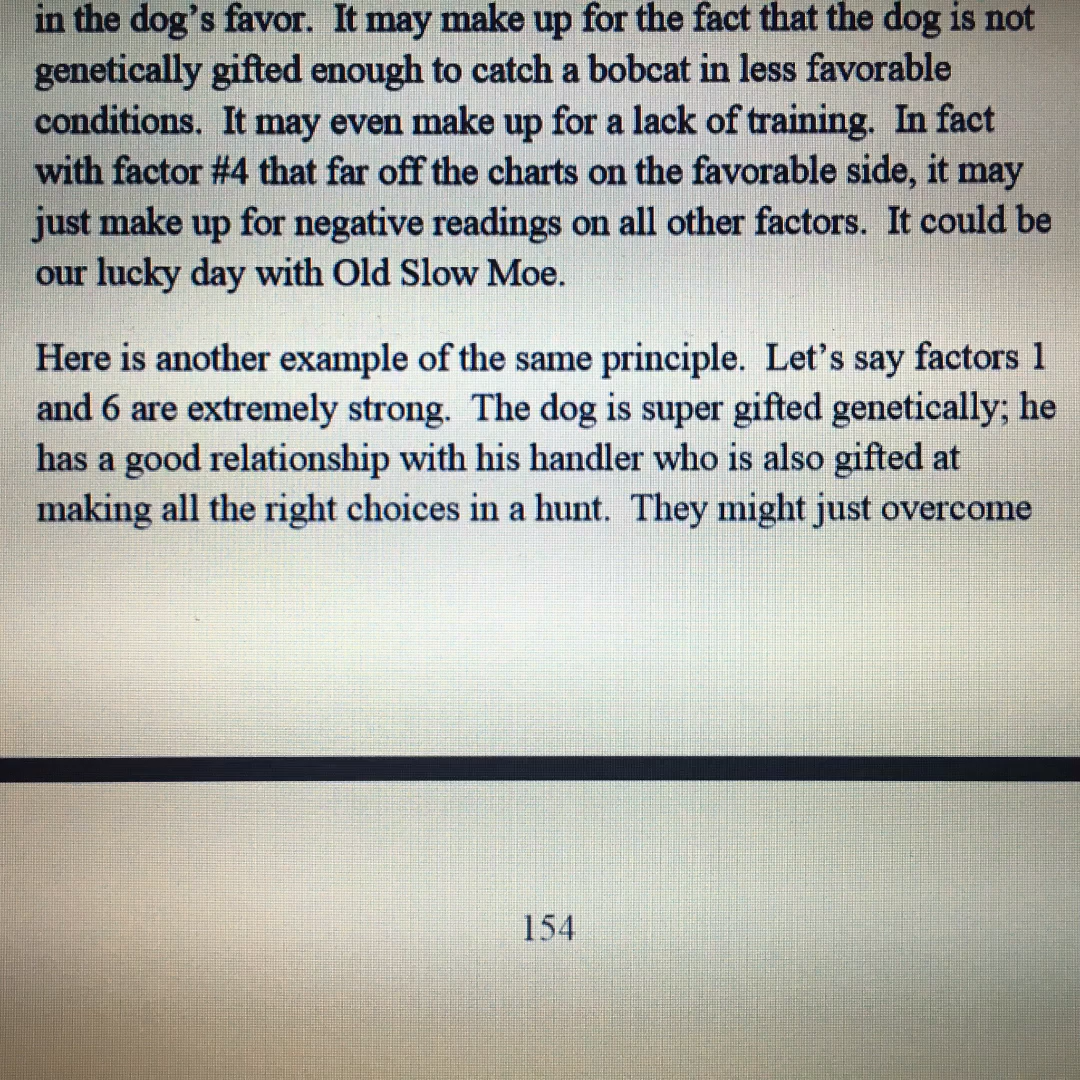 in the dog’s favor.  It may make up for the fact that the dog is not
genetically gifted enough to catch a bobcat in less favorable
conditions.  It may even make up for a lack of training.  In fact
with factor #4 that far off the charts on the favorable side, it may
just make up for negative readings on all other factors.  It could be
our lucky day with Old Slow Moe.
Here is another example of the same principle.  Let’s say factors 1
and 6 are extremely strong.  The dog is super gifted genetically; he
has a good relationship with his handler who is also gifted at
making all the right choices in a hunt.  They might just overcome
154